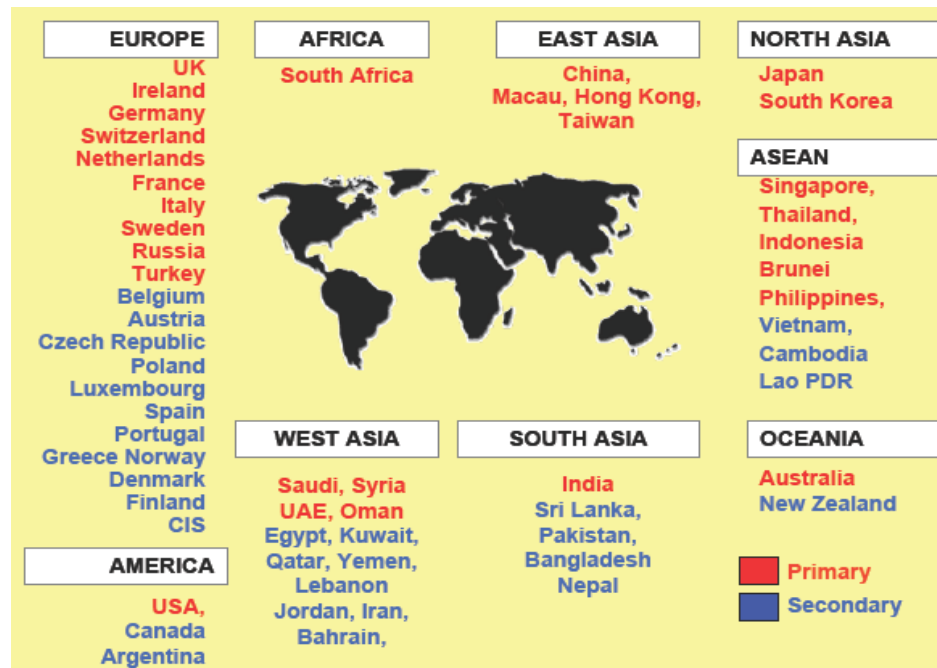 EUROPE
UK
Ireland
Germany
Switzerland
Netherlands
France
Italy
Sweden
Russia
Turkey
Belgium
Austria
Czech Republic
Poland
Luxembourg
Spain
Portugal
Greece Norway
Denmark
Finland
CIS
AMERICA
USA,
Canada
Argentina
AFRICA
South Africa
EAST ASIA
China,
Macau, Hong Kong,
Taiwan
NORTH ASIA
Japan
South Korea
ASEAN
Singapore,
Thailand,
Indonesia
Brunei
Philippines,
Vietnam,
Cambodia
Lao PDR
WEST ASIA
Saudi, Syria
UAE, Oman
Egypt, Kuwait,
Qatar, Yemen,
Lebanon
Jordan, Iran,
Bahrain,
SOUTH ASIA
India
Sri Lanka,
Pakistan,
Bangladesh
Nepal
OCEANIA
Australia
New Zealand
Primary
Secondary